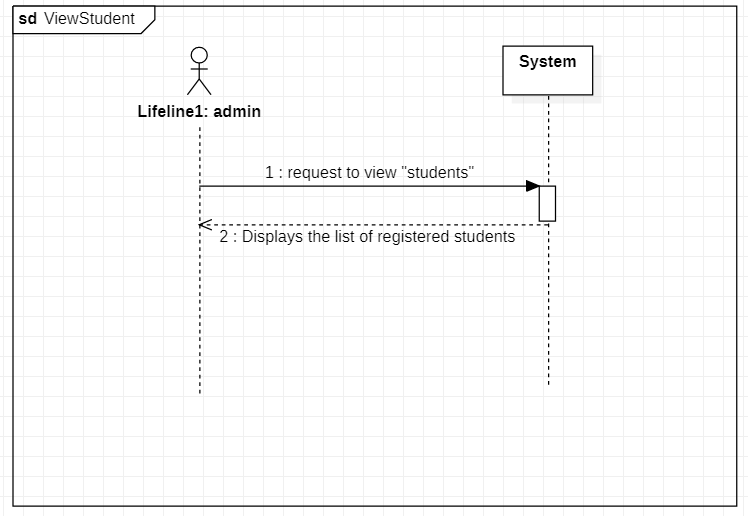 sd ViewStudent
System
Lifeline1: admin
1 : request to view "students"
2 : Displays the list of registered students